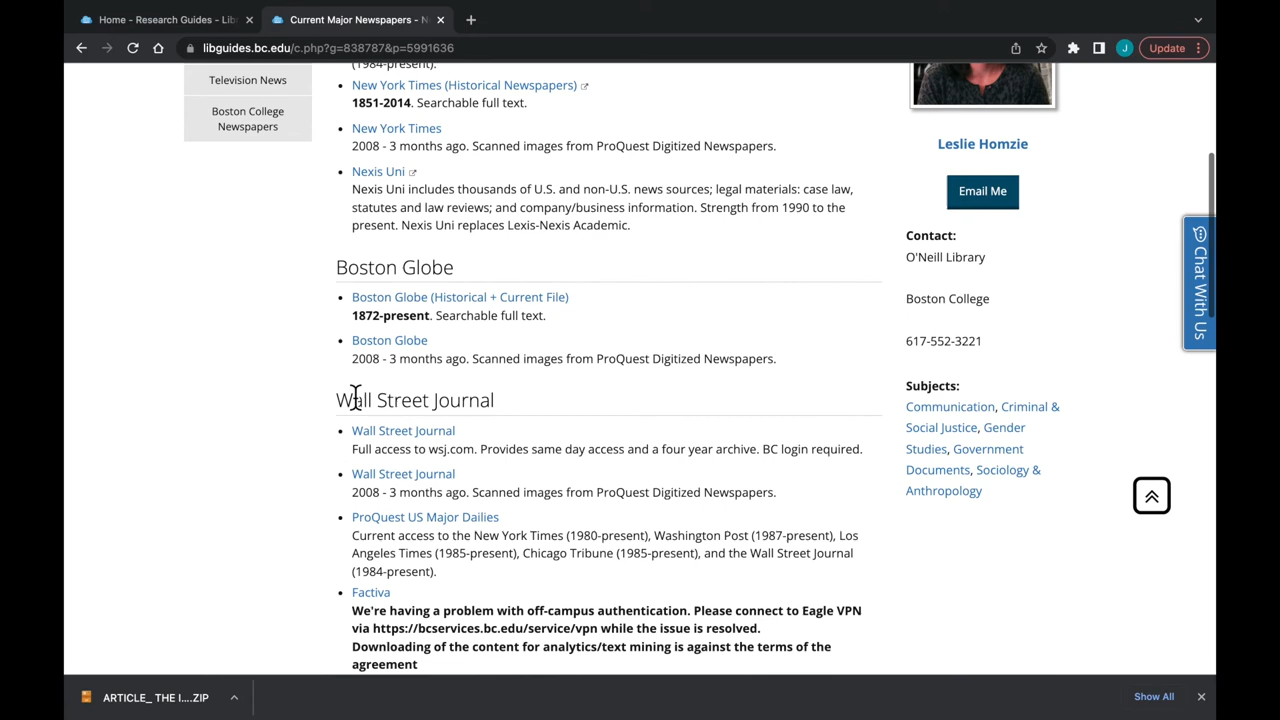 Home - Research Guides - Lib
Current Major Newspapers - N
libguides.bc.edu/c.php?g=838787&p=5991636
J
Update
Television News
Boston College
Newspapers
(1984-present).
New York Times (Historical Newspapers)
1851-2014. Searchable full text.
New York Times
2008 - 3 months ago. Scanned images from ProQuest Digitized Newspapers.
Nexis Uni
Nexis Uni includes thousands of U.S. and non-U.S. news sources; legal materials: case law,
statutes and law reviews; and company/business information. Strength from 1990 to the
present. Nexis Uni replaces Lexis-Nexis Academic.
Boston Globe
Boston Globe (Historical + Current File)
1872-present. Searchable full text.
Boston Globe
2008 - 3 months ago. Scanned images from ProQuest Digitized Newspapers.
Wall Street Journal
Wall Street Journal
Full access to wsj.com. Provides same day access and a four year archive. BC login required.
Wall Street Journal
2008 - 3 months ago. Scanned images from ProQuest Digitized Newspapers.
ProQuest US Major Dailies
Current access to the New York Times (1980-present), Washington Post (1987-present), Los
Angeles Times (1985-present), Chicago Tribune (1985-present), and the Wall Street Journal
(1984-present).
Factiva
We're having a problem with off-campus authentication. Please connect to Eagle VPN
via https://bcservices.bc.edu/service/vpn while the issue is resolved.
Downloading of the content for analytics/text mining is against the terms of the
agreement
Leslie Homzie
Email Me
Contact:
O'Neill Library
Boston College
617-552-3221
Subjects:
Communication, Criminal &
Social Justice, Gender
Studies, Government
Documents, Sociology &
Anthropology
Chat With Us
ARTICLE_ THE I....ZIP
Show All